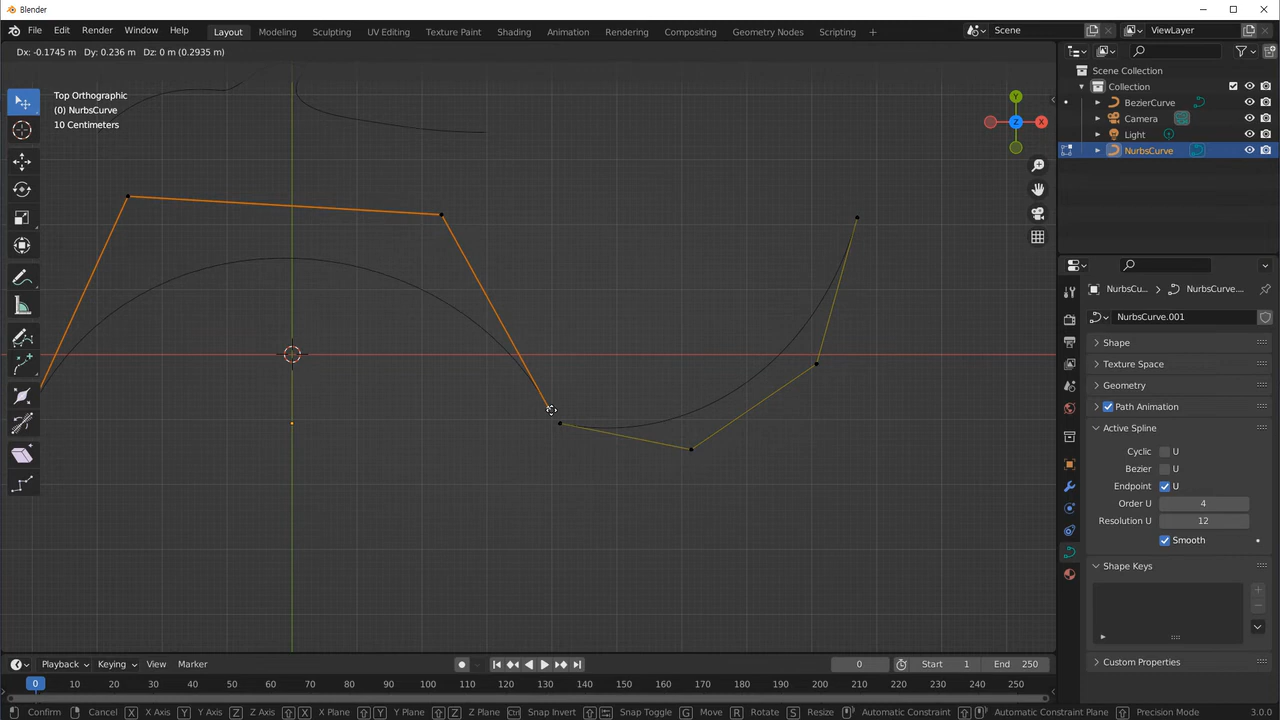 Blender
File Edit Render Window Help Layout Modeling Sculpting UV Editing Texture Paint Shading Animation Rendering Compositing Geometry Nodes Scripting + Scene ViewLayer
Dx: -0.1745 m Dy: 0.236 m Dz: 0 m (0.2935 m)
Top Orthographic
(0) NurbsCurve
10 Centimeters
Y
Z
X
Scene Collection
Collection
BezierCurve
Camera
Light
NurbsCurve
NurbsCu... > NurbsCurve....
NurbsCurve.001
Shape
Texture Space
Geometry
Path Animation
Active Spline
Cyclic U
Bezier U
Endpoint U
Order U 4
Resolution U 12
Smooth
Shape Keys
Custom Properties
Playback Keying View Marker 0 Start 1 End 250
0 10 20 30 40 50 60 70 80 90 100 110 120 130 140 150 160 170 180 190 200 210 220 230 240 250
Confirm Cancel X X Axis Y Y Axis Z Z Axis X X Plane Y Y Plane Z Z Plane Ctrl Snap Invert Snap Toggle G Move R Rotate S Resize Automatic Constraint Automatic Constraint Plane Precision Mode 3.0.0